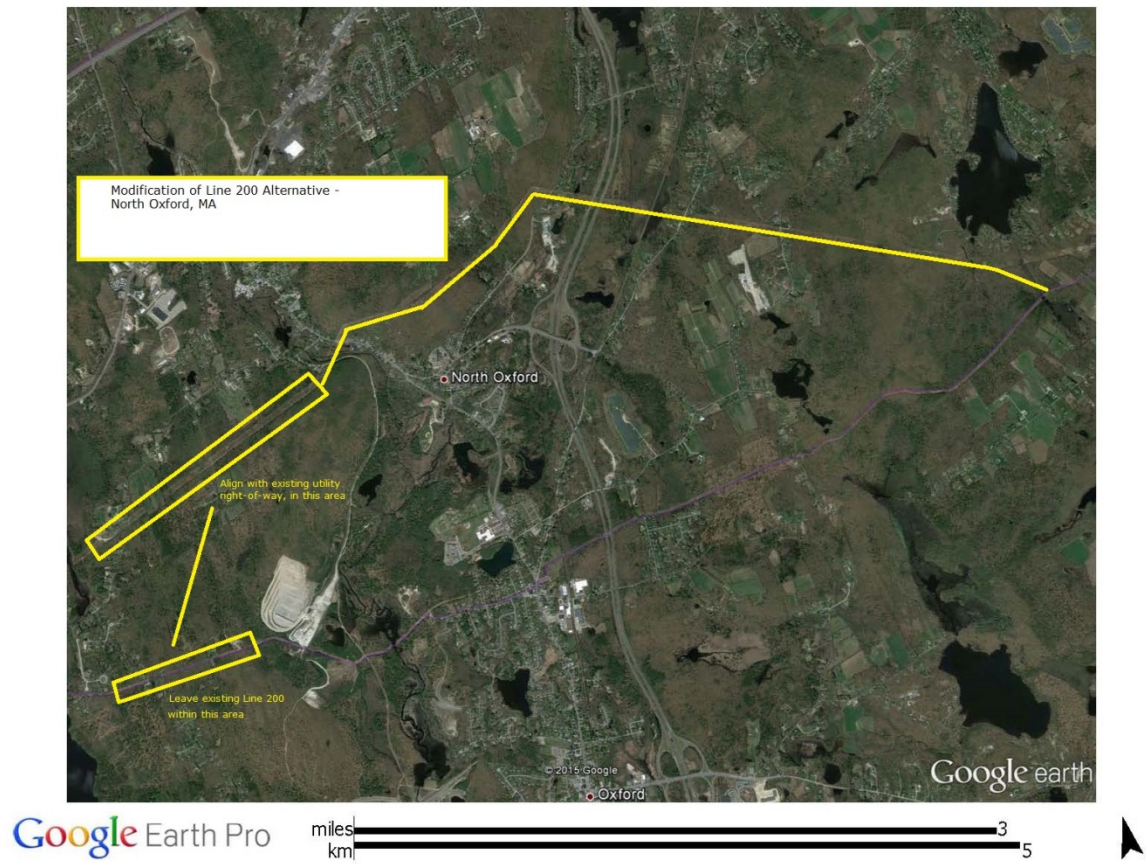 Modification of Line 200 Alternative -
North Oxford, MA
North Oxford
Align with existing utility
right-of-way, in this area
Leave existing Line 200
within this area
© 2015 Google
Google earth
Oxford
Google Earth Pro
miles 3
km 5